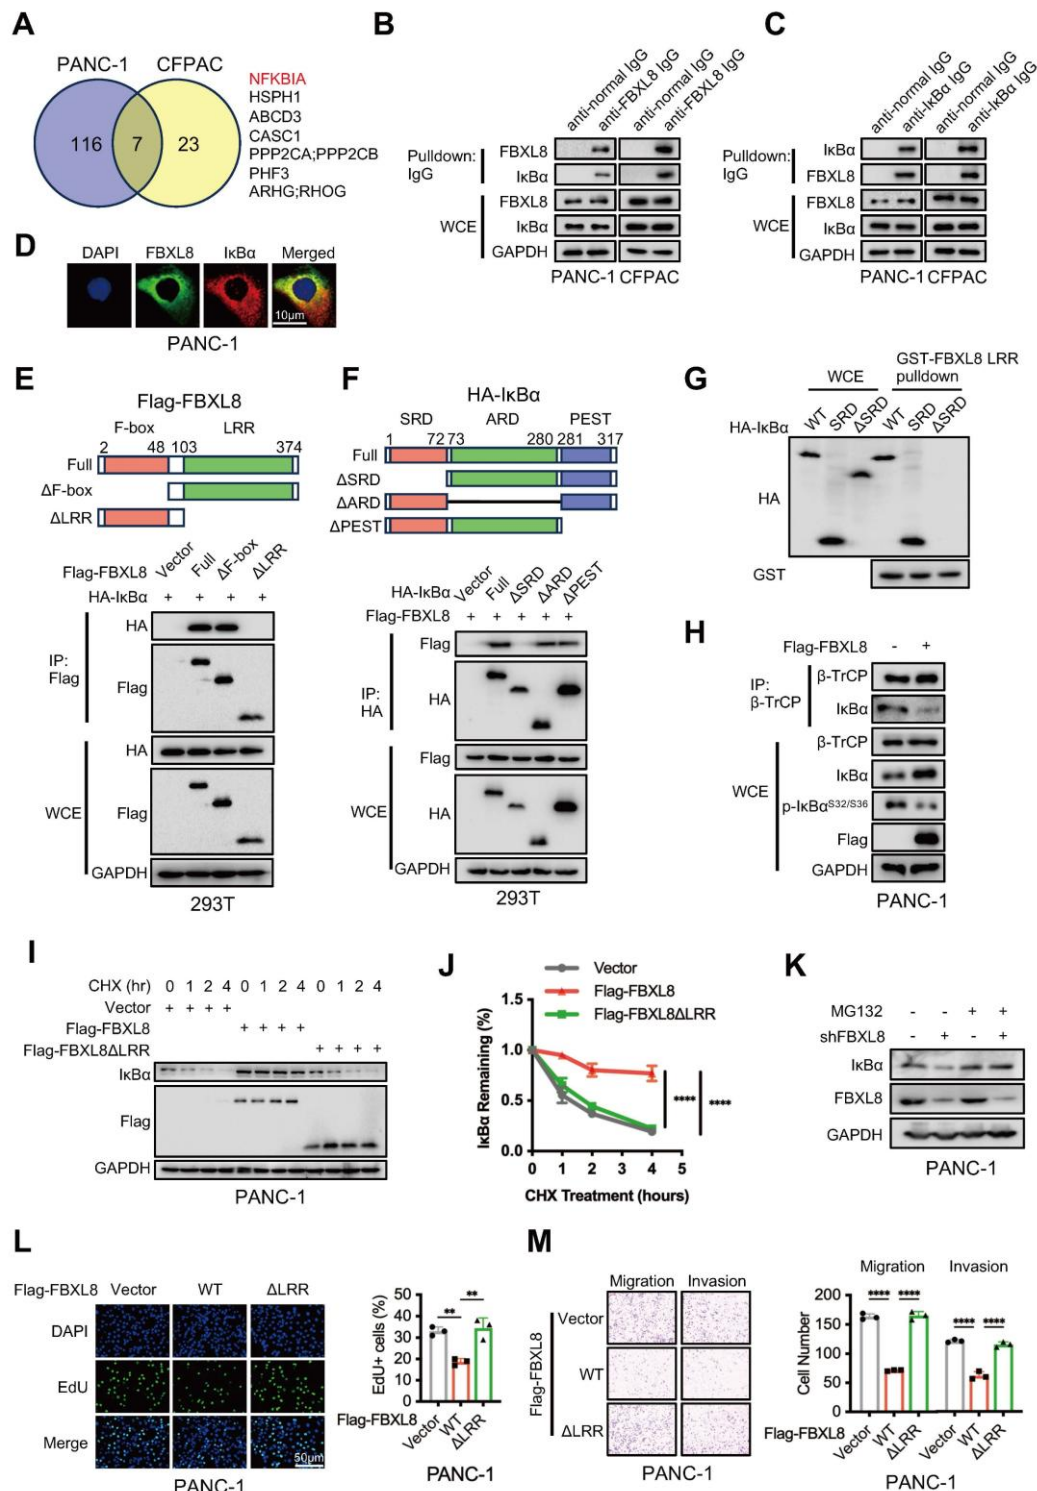 A
PANC-1 CFPAC
116 7 23
NFKBIA
HSPH1
ABCD3
CASC1
PPP2CA;PPP2CB
PHF3
ARHG;RHOG
B
anti-normal IgG
anti-FBXL8 IgG
anti-normal IgG
anti-FBXL8 IgG
Pulldown:
IgG
FBXL8
IκBα
WCE
FBXL8
IκBα
GAPDH
PANC-1 CFPAC
C
anti-normal IgG
anti-IκBα IgG
anti-normal IgG
anti-IκBα IgG
Pulldown:
IgG
IκBα
FBXL8
WCE
FBXL8
IκBα
GAPDH
PANC-1 CFPAC
D
DAPI FBXL8 IκBα Merged
10μm
PANC-1
E
Flag-FBXL8
F-box LRR
2 48 103 374
Full
ΔF-box
ΔLRR
Flag-FBXL8 Vector Full ΔF-box ΔLRR
HA-IκBα + + + +
IP:
Flag
HA
Flag
WCE
HA
Flag
GAPDH
293T
F
HA-IκBα
SRD ARD PEST
1 72 73 280 281 317
Full
ΔSRD
ΔARD
ΔPEST
HA-IκBα Vector Full ΔSRD ΔARD ΔPEST
Flag-FBXL8 + + + + +
IP:
HA
Flag
HA
WCE
Flag
HA
GAPDH
293T
G
GST-FBXL8 LRR
WCE pulldown
HA-IκBα WT SRD ΔSRD WT SRD ΔSRD
HA
GST
H
Flag-FBXL8 - +
IP:
β-TrCP
β-TrCP
IκBα
WCE
β-TrCP
IκBα
p-IκBα S32/S36
Flag
GAPDH
PANC-1
I
CHX (hr) 0 1 2 4 0 1 2 4 0 1 2 4
Vector + + + +
Flag-FBXL8 + + + +
Flag-FBXL8ΔLRR + + + +
IκBα
Flag
GAPDH
PANC-1
J
Vector
Flag-FBXL8
Flag-FBXL8ΔLRR
IκBα Remaining (%)
1.5
1.0
0.5
0.0
0 1 2 3 4 5
**** ****
CHX Treatment (hours)
K
MG132 - - + +
shFBXL8 - + - +
IκBα
FBXL8
GAPDH
PANC-1
L
Flag-FBXL8 Vector WT ΔLRR
DAPI
EdU
Merge
50μm
PANC-1
EdU+ cells (%)
50
40
30
20
10
0
** **
Flag-FBXL8 Vector WT ΔLRR
PANC-1
M
Migration Invasion
Flag-FBXL8
Vector
WT
ΔLRR
PANC-1
Migration Invasion
Cell Number
200
150
100
50
0
**** **** **** ****
Flag-FBXL8 Vector WT ΔLRR Vector WT ΔLRR
PANC-1